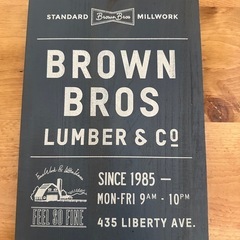 STANDARD Brown Bros MILLWORK
BROWN
BROS
LUMBER & Co
SINCE 1985 —
MON-FRI 9AM - 10PM
FEEL SO FINE
435 LIBERTY AVE.